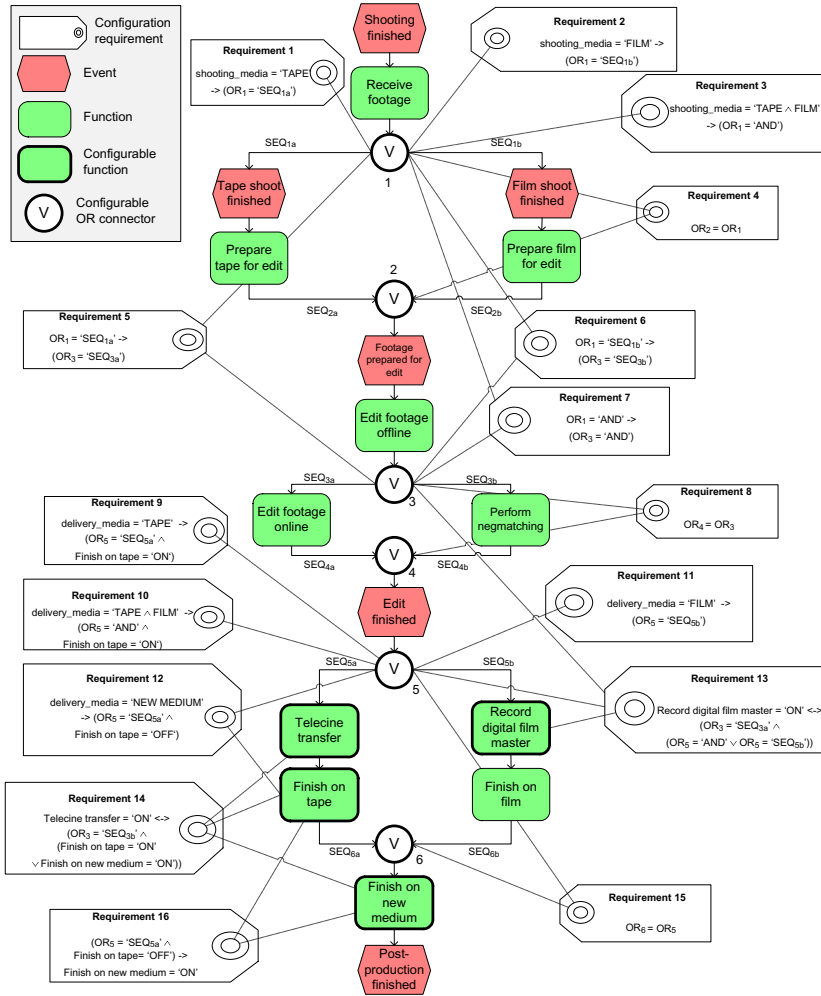 Configuration
requirement
Event
Function
Configurable
function
V
Configurable
OR connector
Shooting
finished
Receive
footage
Requirement 1
shooting_media = ‘TAPE’
-> (OR1 = ‘SEQ1a’)
Requirement 2
shooting_media = ‘FILM’ ->
(OR1 = ‘SEQ1b’)
Requirement 3
shooting_media = ‘TAPE ∧ FILM’
-> (OR1 = ‘AND’)
SEQ1a
V
SEQ1b
1
Tape shoot
finished
Film shoot
finished
Requirement 4
OR2 = OR1
Prepare
tape for edit
Prepare film
for edit
2
V
SEQ2a
SEQ2b
Requirement 5
OR1 = ‘SEQ1a’ ->
(OR3 = ‘SEQ3a’)
Footage
prepared for
edit
Requirement 6
OR1 = ‘SEQ1b’ ->
(OR3 = ‘SEQ3b’)
Edit footage
offline
Requirement 7
OR1 = ‘AND’ ->
(OR3 = ‘AND’)
SEQ3a
V
SEQ3b
3
Requirement 9
delivery_media = ‘TAPE’ ->
(OR5 = ‘SEQ5a’ ∧
Finish on tape = ‘ON‘)
Edit footage
online
Perform
negmatching
Requirement 8
OR4 = OR3
SEQ4a
V
4
SEQ4b
Requirement 10
delivery_media = ‘TAPE ∧ FILM’ ->
(OR5 = ‘AND’ ∧
Finish on tape = ‘ON‘)
Edit
finished
Requirement 11
delivery_media = ‘FILM’ ->
(OR5 = ‘SEQ5b’)
SEQ5a
V
SEQ5b
5
Requirement 12
delivery_media = ‘NEW MEDIUM’
-> (OR5 = ‘SEQ5a’ ∧
Finish on tape = ‘OFF’)
Telecine
transfer
Record
digital film
master
Requirement 13
Record digital film master = ‘ON’ <->
(OR3 = ‘SEQ3a’ ∧
(OR5 = ‘AND’ ∨ OR5 = ‘SEQ5b’))
Finish on
tape
Finish on
film
Requirement 14
Telecine transfer = ‘ON’ <->
(OR3 = ‘SEQ3b’ ∧
(Finish on tape = ‘ON’
∨ Finish on new medium = ‘ON’))
SEQ6a
V
6
SEQ6b
Finish on
new
medium
Requirement 15
OR6 = OR5
Requirement 16
(OR5 = ‘SEQ5a’ ∧
Finish on tape= ‘OFF’) ->
Finish on new medium = ‘ON’
Post-
production
finished